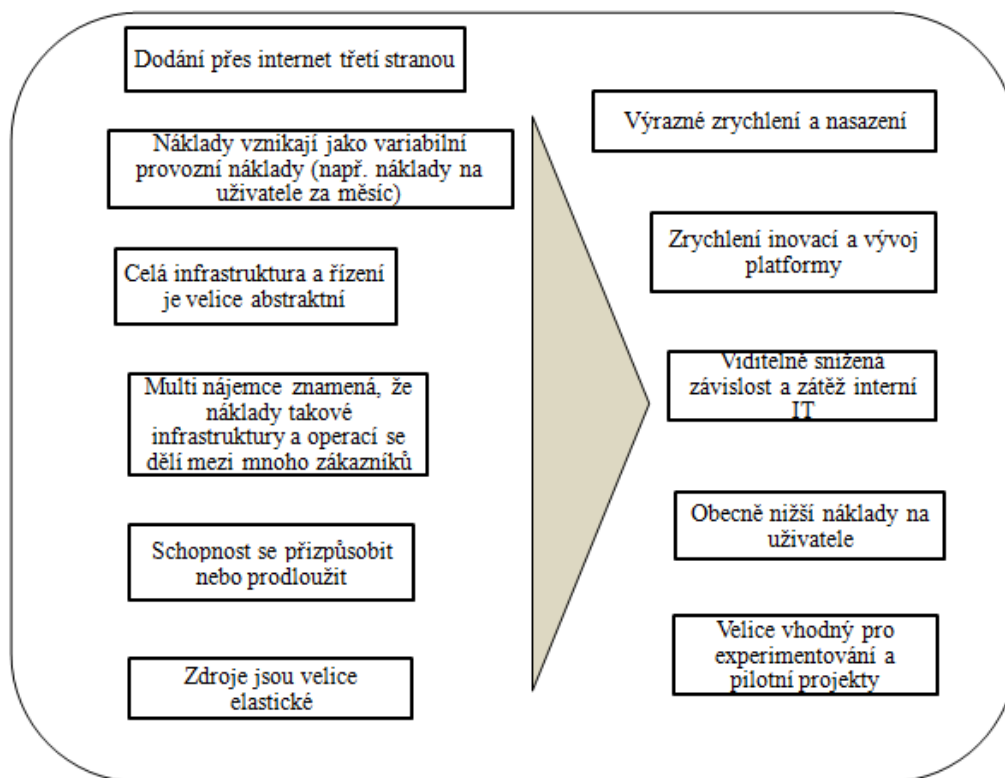 Dodání přes internet třetí stranou
Náklady vznikají jako variabilní
provozní náklady (např. náklady na
uživatele za měsíc)
Celá infrastruktura a řízení
je velice abstraktní
Multi nájemce znamená, že
náklady takové
infrastruktury a operací se
dělí mezi mnoho zákazníků
Schopnost se přizpůsobit
nebo prodloužit
Zdroje jsou velice
elastické
Výrazné zrychlení a nasazení
Zrychlení inovací a vývoj
platformy
Viditelně snížená
závislost a zátěž interní
IT
Obecně nižší náklady na
uživatele
Velice vhodný pro
experimentování a
pilotní projekty